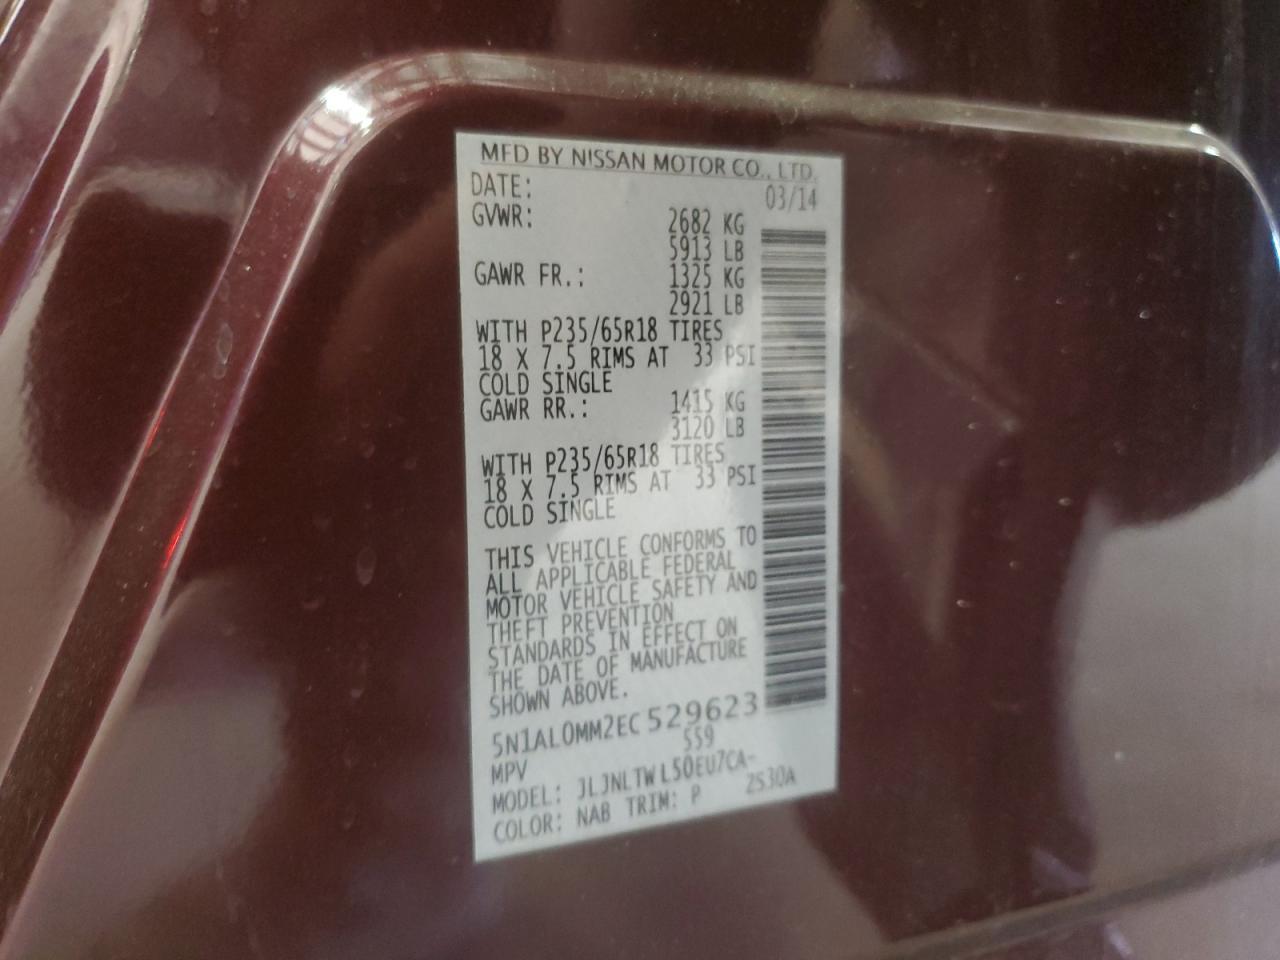 MFD BY NISSAN MOTOR CO., LTD.
DATE: 03/14
GVWR: 2682 KG
5913 LB
GAWR FR.: 1325 KG
2921 LB
WITH P235/65R18 TIRES
18 X 7.5 RIMS AT 33 PSI
COLD SINGLE
GAWR RR.: 1415 KG
3120 LB
WITH P235/65R18 TIRES
18 X 7.5 RIMS AT 33 PSI
COLD SINGLE
THIS VEHICLE CONFORMS TO
ALL APPLICABLE FEDERAL
MOTOR VEHICLE SAFETY AND
THEFT PREVENTION
STANDARDS IN EFFECT ON
THE DATE OF MANUFACTURE
SHOWN ABOVE.
5N1AL0MM2EC529623
MPV 559
MODEL: JLJNLTWL50EU7CA-
COLOR: NAB TRIM: P 2S30A